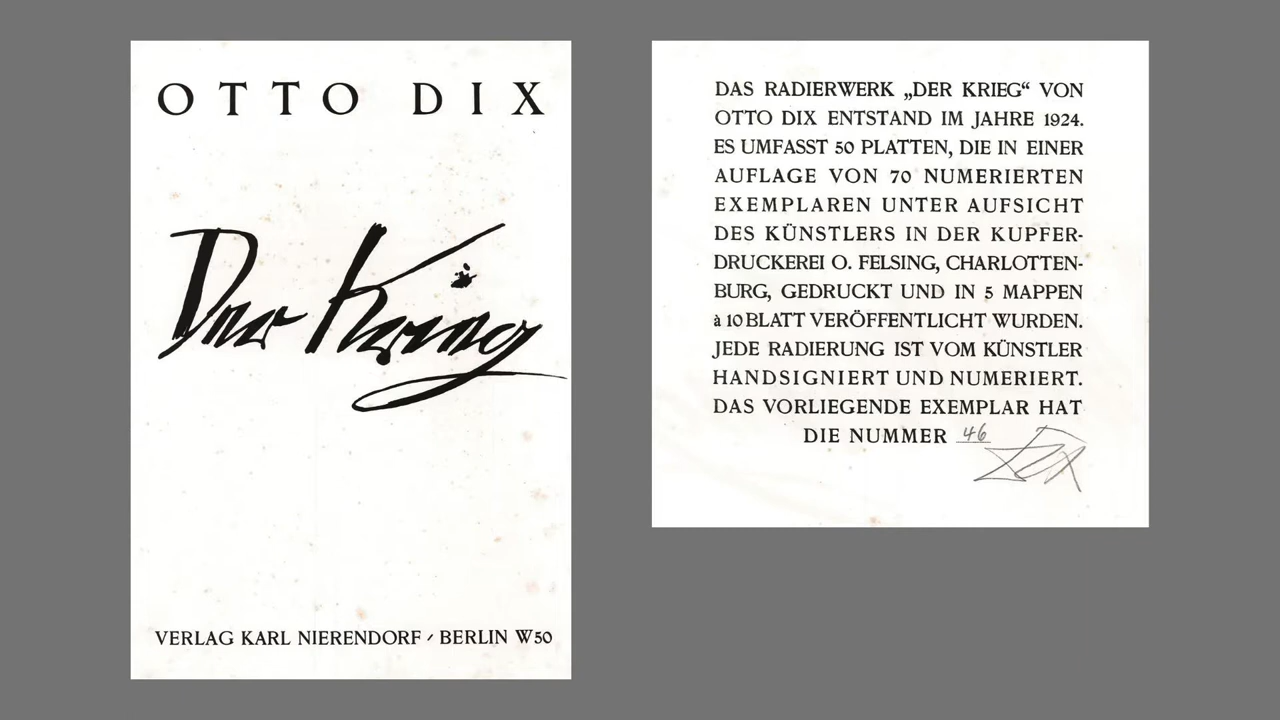 OTTO DIX
Der Krieg
VERLAG KARL NIERENDORF / BERLIN W50
DAS RADIERWERK „DER KRIEG“ VON
OTTO DIX ENTSTAND IM JAHRE 1924.
ES UMFASST 50 PLATTEN, DIE IN EINER
AUFLAGE VON 70 NUMERIERTEN
EXEMPLAREN UNTER AUFSICHT
DES KÜNSTLERS IN DER KUPFER-
DRUCKEREI O. FELSING, CHARLOTTEN-
BURG, GEDRUCKT UND IN 5 MAPPEN
à 10 BLATT VERÖFFENTLICHT WURDEN.
JEDE RADIERUNG IST VOM KÜNSTLER
HANDSIGNIERT UND NUMERIERT.
DAS VORLIEGENDE EXEMPLAR HAT
DIE NUMMER 46
Dix